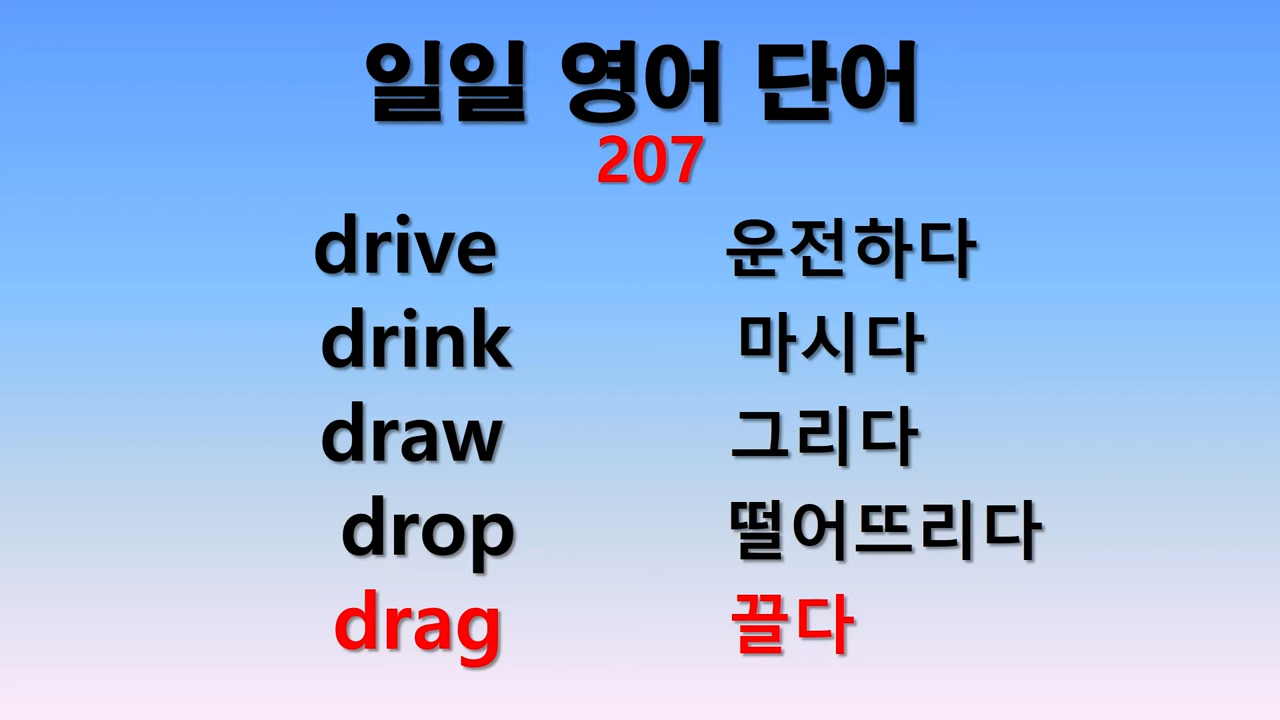 일일 영어 단어
207
drive 운전하다
drink 마시다
draw 그리다
drop 떨어뜨리다
drag 끌다